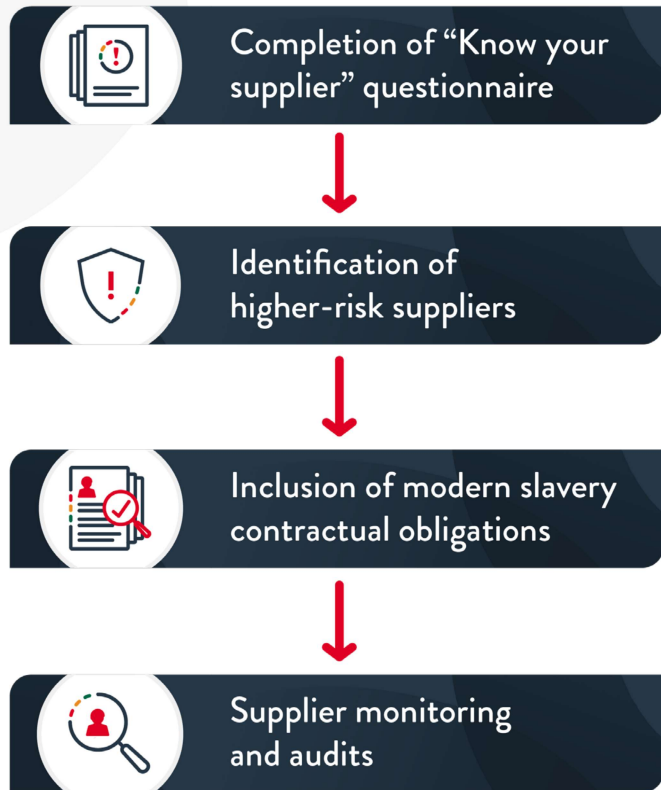 Completion of “Know your
supplier” questionnaire
Identification of
higher-risk suppliers
Inclusion of modern slavery
contractual obligations
Supplier monitoring
and audits